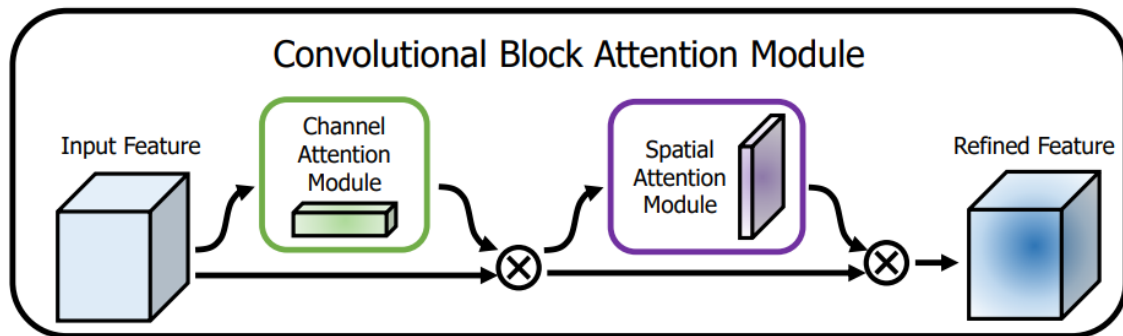 Convolutional Block Attention Module
Input Feature
Channel
Attention
Module
Spatial
Attention
Module
Refined Feature